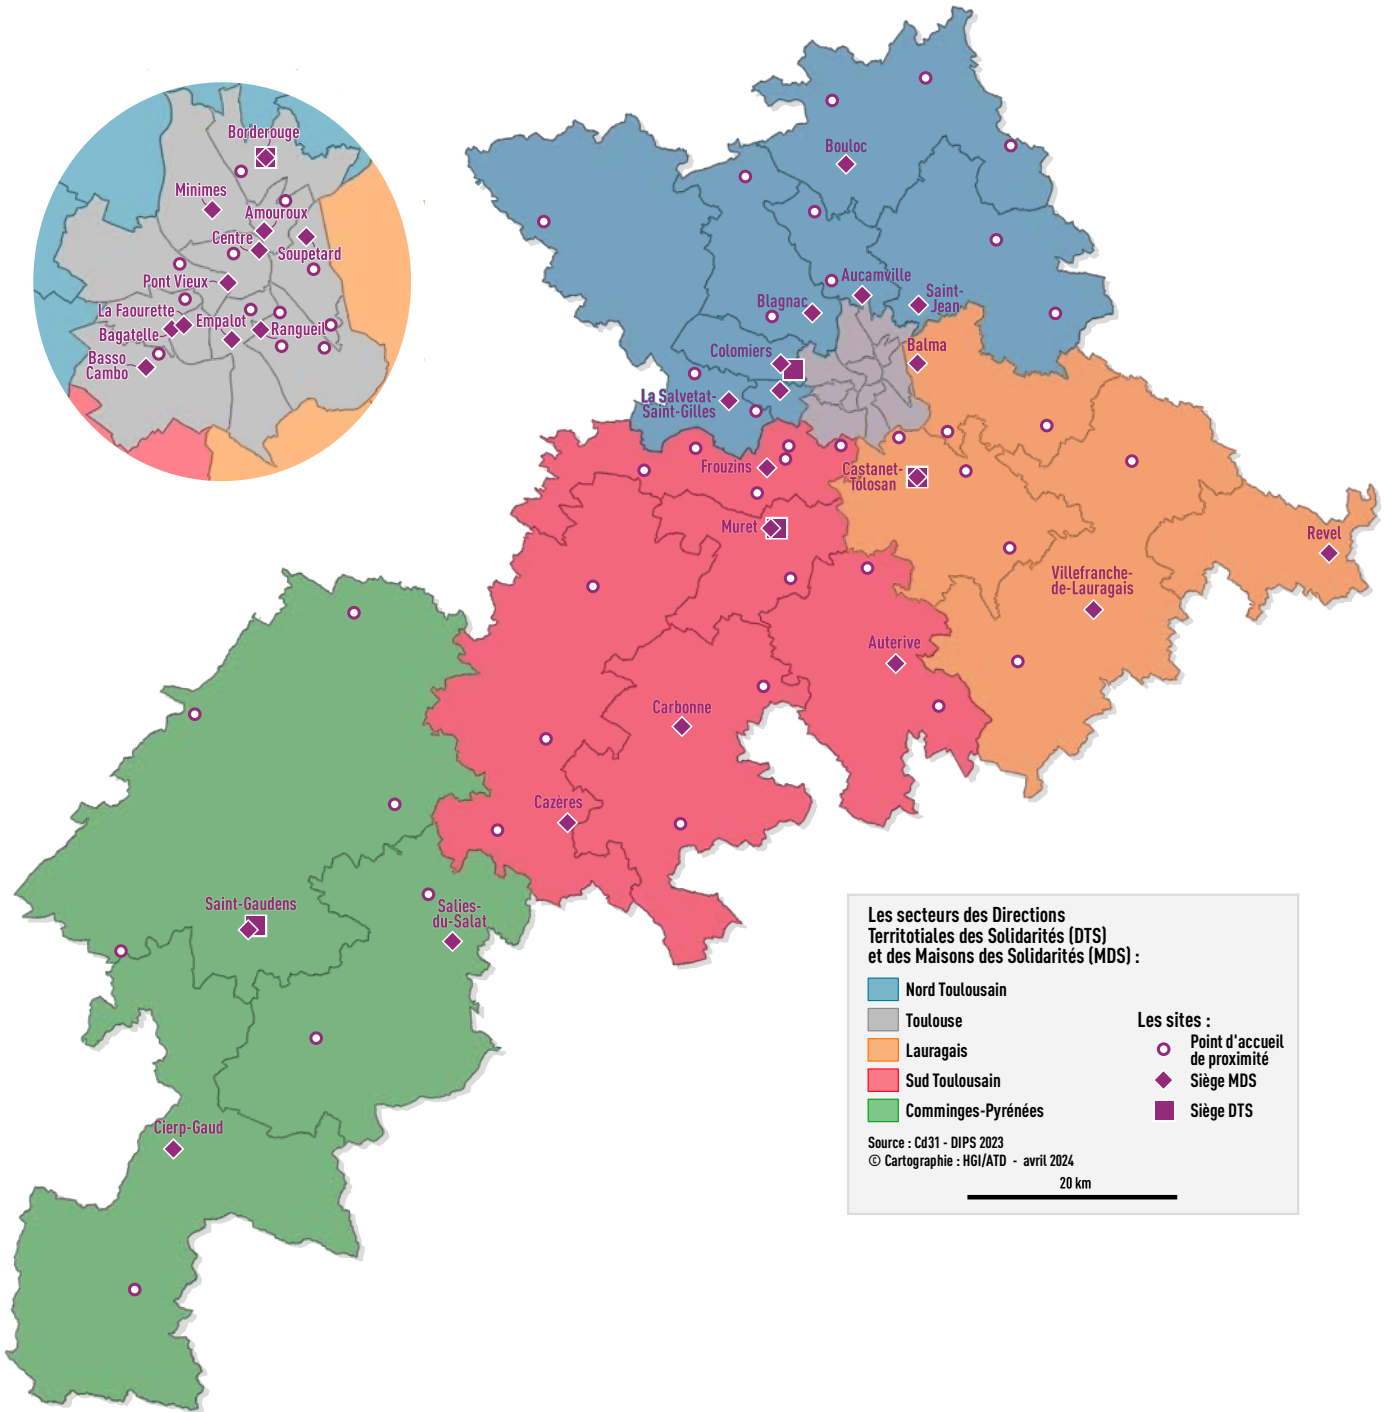 Borderouge
Minimes
Amouroux
Centre
Soupetard
Pont Vieux
La Faourette
Empalot
Rangueil
Bagatelle
Basso
Cambo
Bouloc
Aucamville
Saint-
Jean
Blagnac
Colomiers
Balma
La Salvetat-
Saint-Gilles
Frouzins
Castanet-
Tolosan
Muret
Revel
Villefranche-
de-Lauragais
Auterive
Carbonne
Cazères
Saint-Gaudens
Salies-
du-Salat
Cierp-Gaud
Les secteurs des Directions
Territotiales des Solidarités (DTS)
et des Maisons des Solidarités (MDS) :
Nord Toulousain
Toulouse
Lauragais
Sud Toulousain
Comminges-Pyrénées
Les sites :
Point d'accueil
de proximité
Siège MDS
Siège DTS
Source : Cd31 - DIPS 2023
© Cartographie : HGI/ATD - avril 2024
20 km